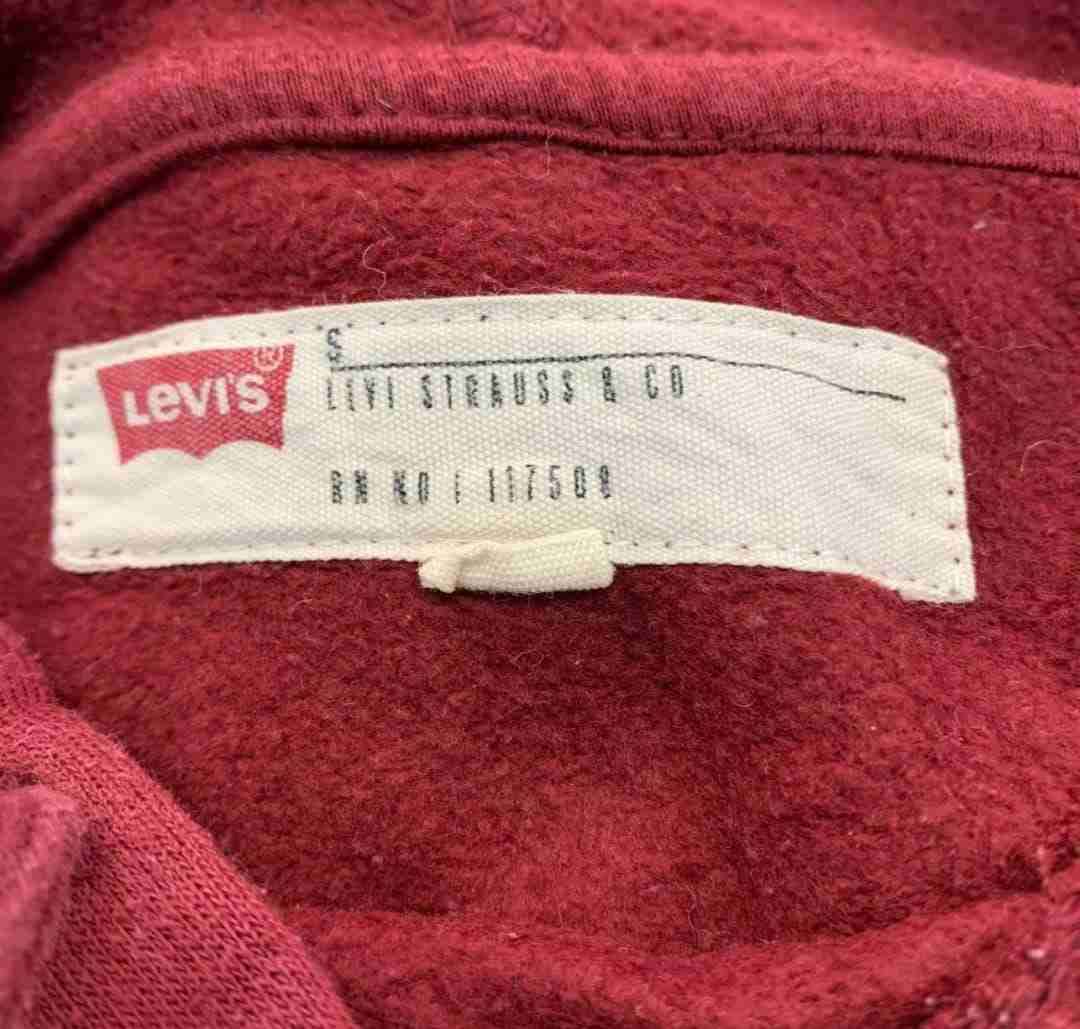 LEVI'S®
S
LEVI STRAUSS & CO
RN NO : 117508